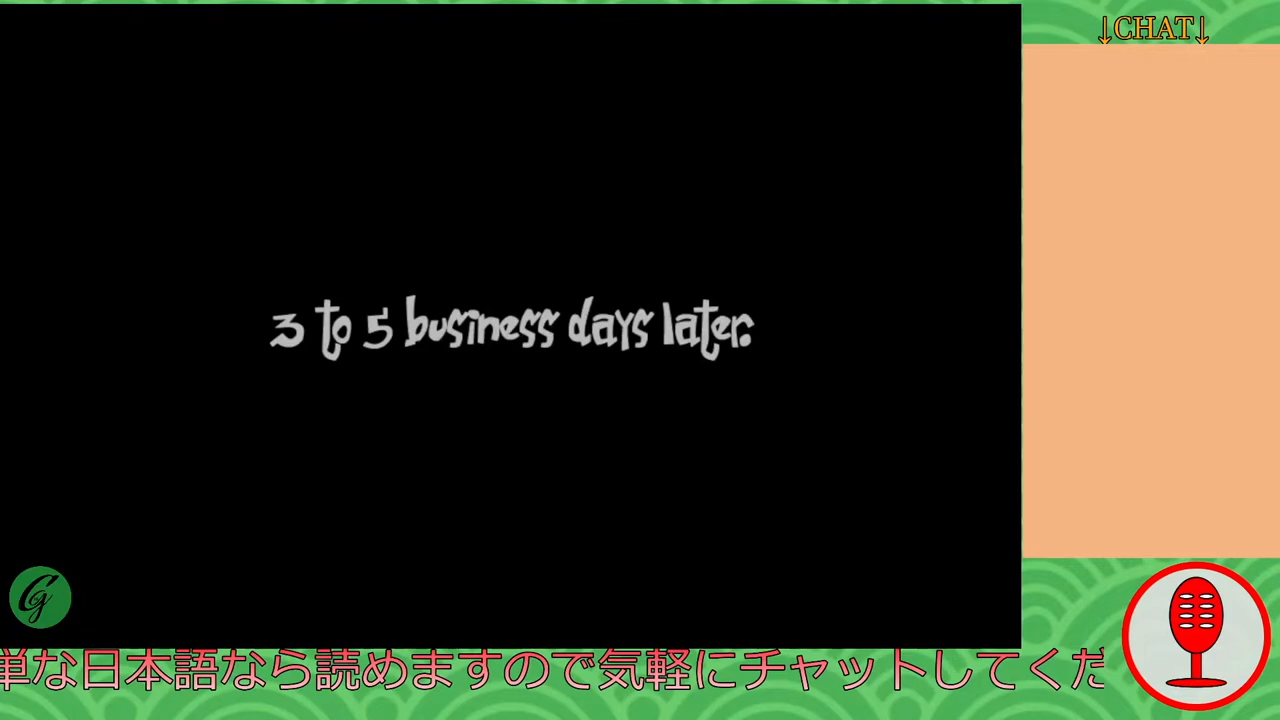 ↓CHAT↓
3 to 5 business days later.
G
単な日本語なら読めますので気軽にチャットしてくだ